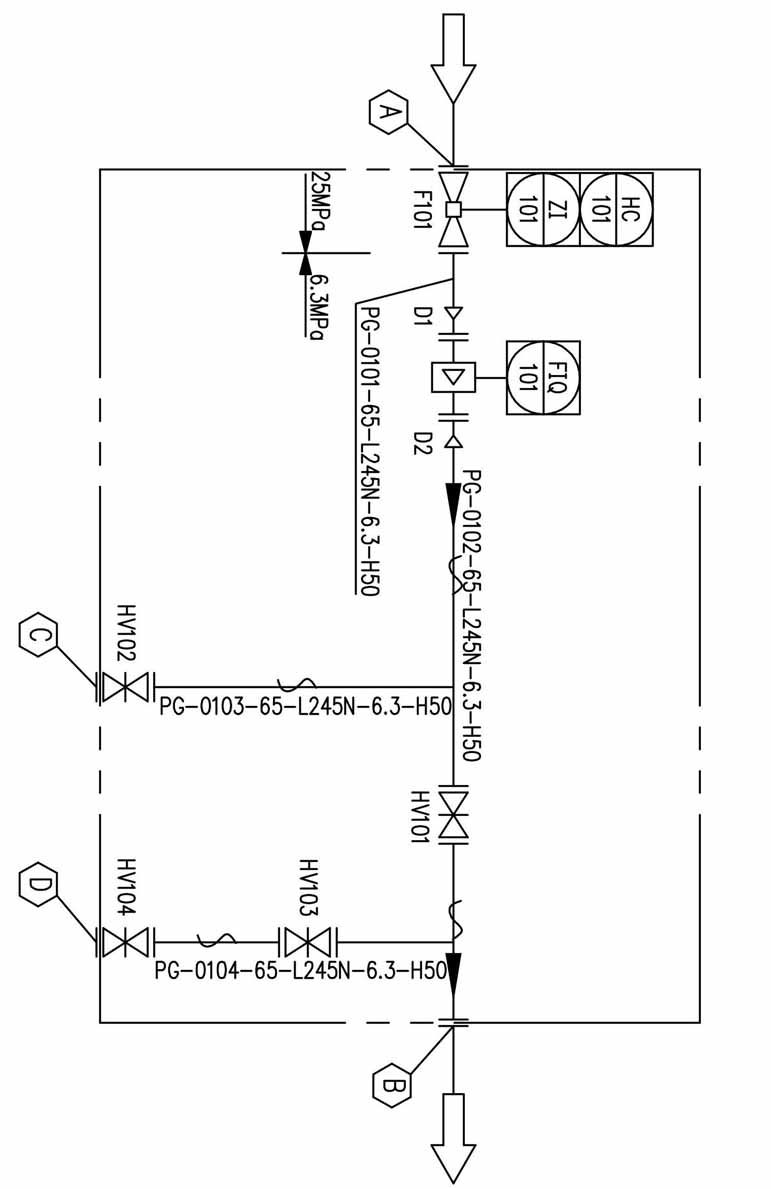 A
HC
101
ZI
101
F101
25MPa
6.3MPa
D1
PG-0101-65-L245N-6.3-H50
FIQ
101
D2
PG-0102-65-L245N-6.3-H50
HV102
C
PG-0103-65-L245N-6.3-H50
HV101
HV103
HV104
D
PG-0104-65-L245N-6.3-H50
B